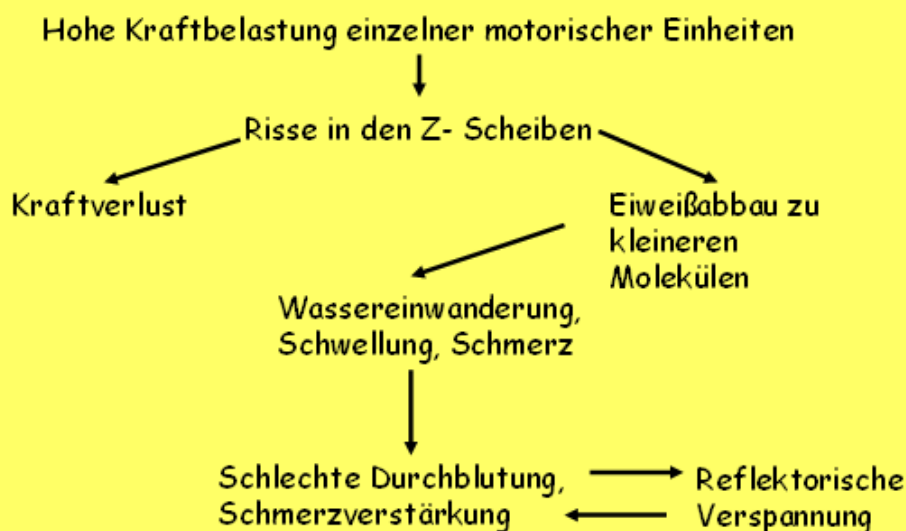 Hohe Kraftbelastung einzelner motorischer Einheiten
Risse in den Z- Scheiben
Kraftverlust
Eiweißabbau zu
kleineren
Molekülen
Wassereinwanderung,
Schwellung, Schmerz
Schlechte Durchblutung,
Schmerzverstärkung
Reflektorische
Verspannung